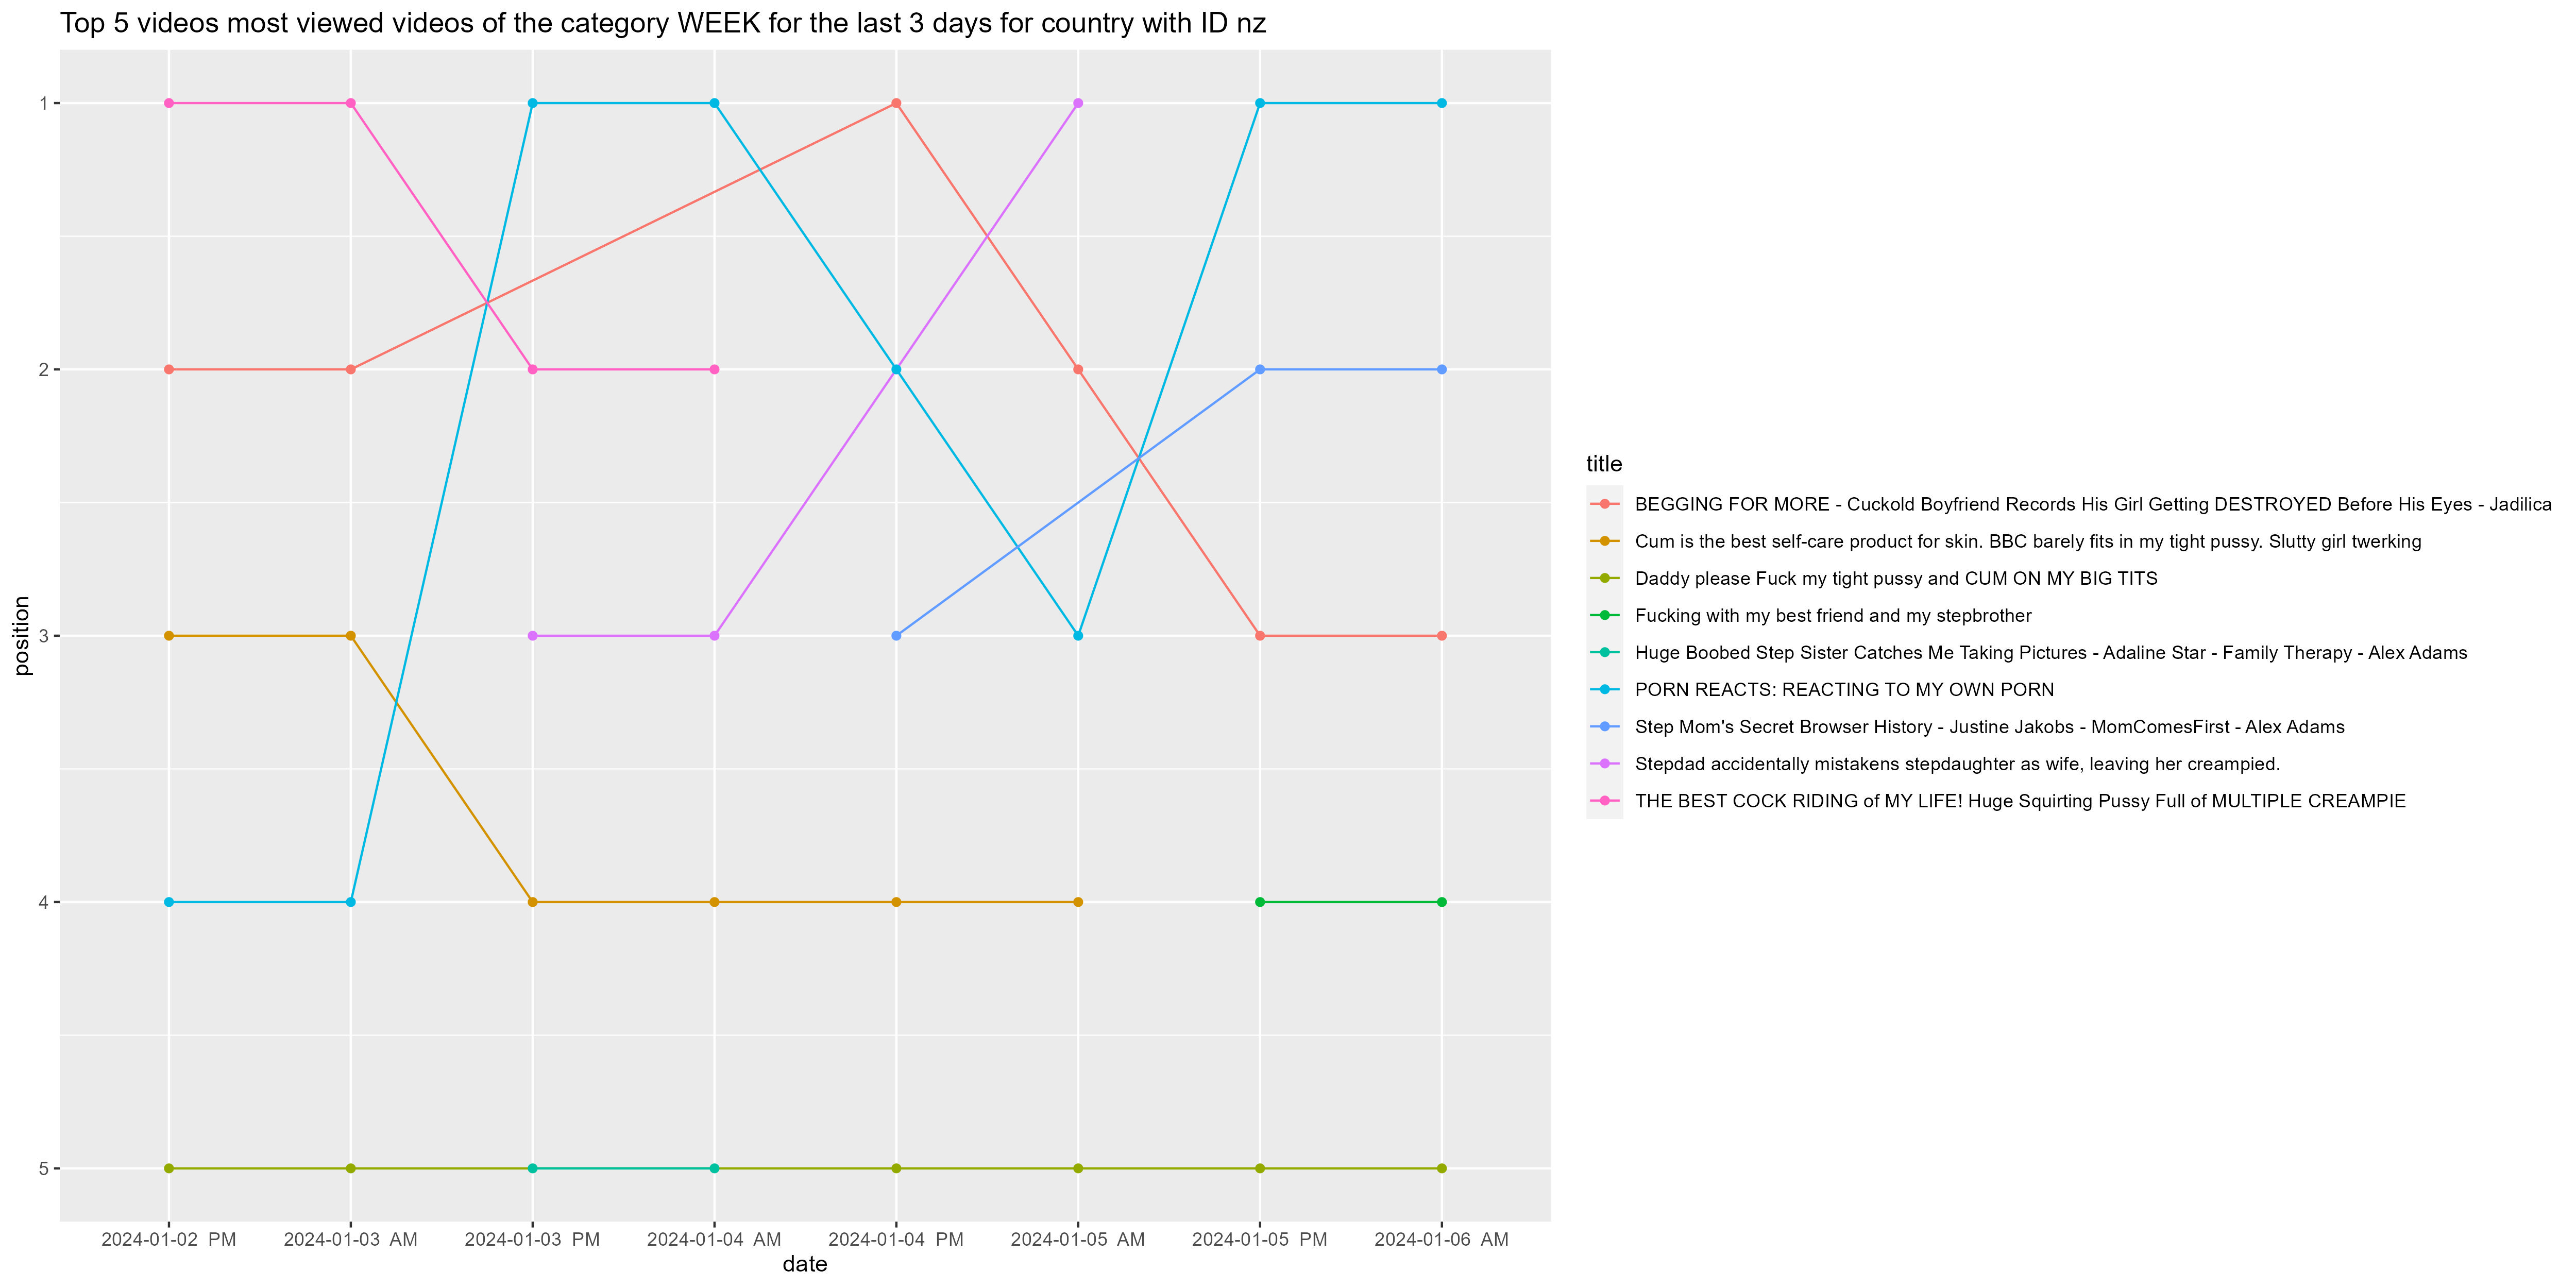 Top 5 videos most viewed videos of the category WEEK for the last 3 days for country with ID nz
position
1
2
3
4
5
2024-01-02 PM
2024-01-03 AM
2024-01-03 PM
2024-01-04 AM
2024-01-04 PM
2024-01-05 AM
2024-01-05 PM
2024-01-06 AM
date
title
BEGGING FOR MORE - Cuckold Boyfriend Records His Girl Getting DESTROYED Before His Eyes - Jadilica
Cum is the best self-care product for skin. BBC barely fits in my tight pussy. Slutty girl twerking
Daddy please Fuck my tight pussy and CUM ON MY BIG TITS
Fucking with my best friend and my stepbrother
Huge Boobed Step Sister Catches Me Taking Pictures - Adaline Star - Family Therapy - Alex Adams
PORN REACTS: REACTING TO MY OWN PORN
Step Mom's Secret Browser History - Justine Jakobs - MomComesFirst - Alex Adams
Stepdad accidentally mistakens stepdaughter as wife, leaving her creampied.
THE BEST COCK RIDING of MY LIFE! Huge Squirting Pussy Full of MULTIPLE CREAMPIE